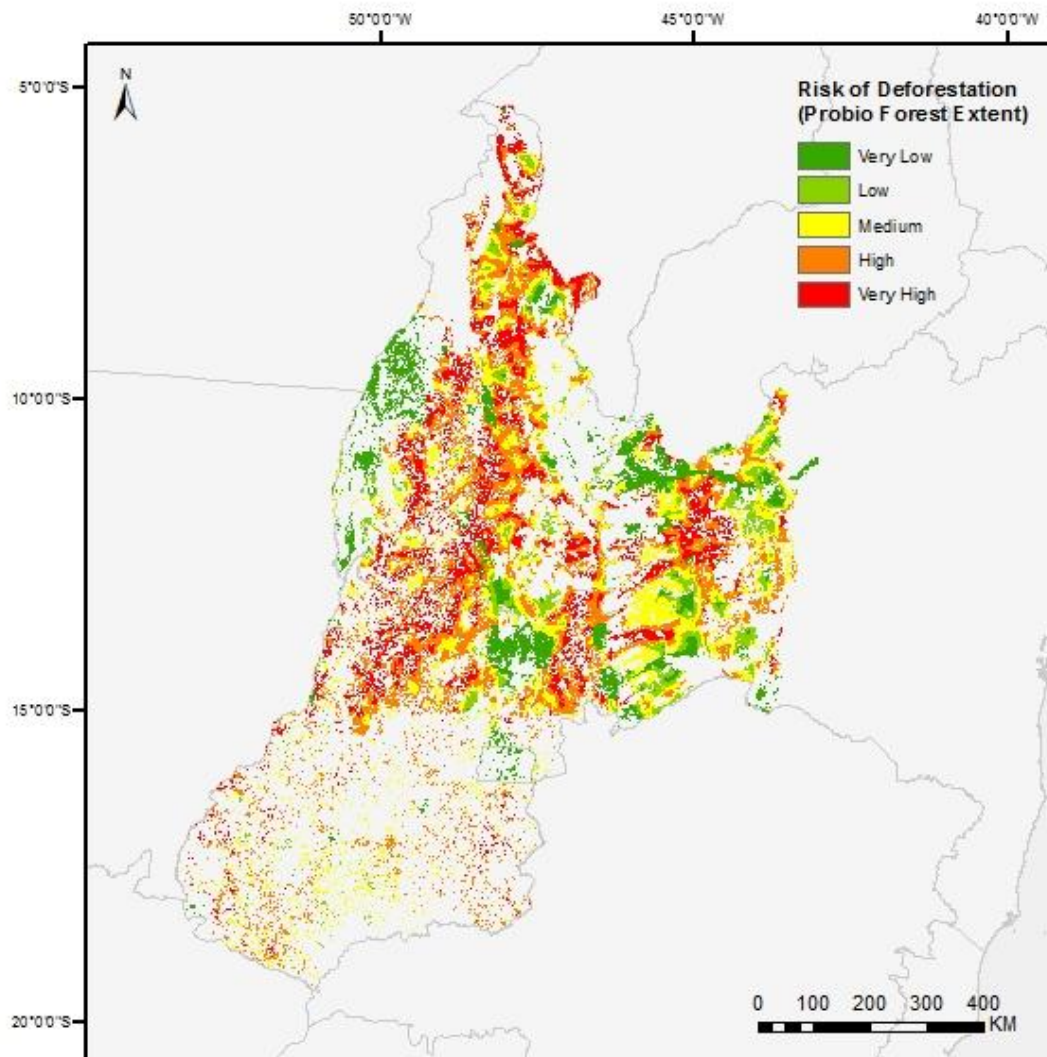 50°0'0"W 45°0'0"W 40°0'0"W
N
5°0'0"S
Risk of Deforestation
(Probio Forest Extent)
Very Low
Low
Medium
High
Very High
10°0'0"S
15°0'0"S
0 100 200 300 400
KM
20°0'0"S